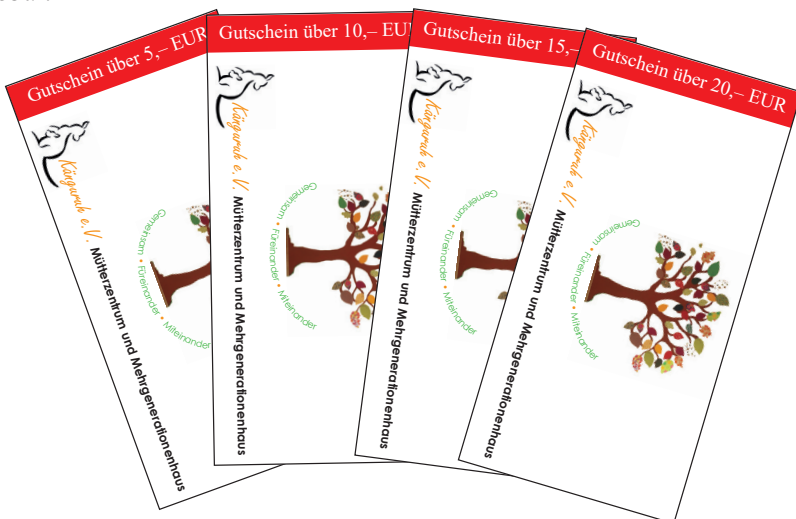 Gutschein über 5,– EUR
Känguruh e.V. Mütterzentrum und Mehrgenerationenhaus
Gemeinsam • Füreinander • Miteinander
Gutschein über 10,– EU
Känguruh e.V. Mütterzentrum und Mehrgenerationenhaus
Gemeinsam • Füreinander • Miteinander
Gutschein über 15,–
Känguruh e.V. Mütterzentrum und Mehrgenerationenhaus
Gemeinsam • Füreinander • Miteinander
Gutschein über 20,– EUR
Känguruh e.V. Mütterzentrum und Mehrgenerationenhaus
Gemeinsam • Füreinander • Miteinander